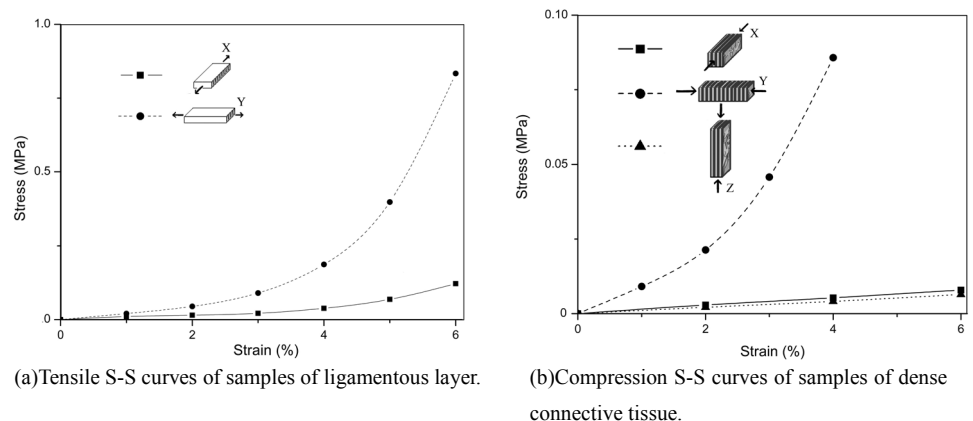 1.0
0.5
0
Stress (MPa)
X
Y
0 2 4 6
Strain (%)
(a)Tensile S-S curves of samples of ligamentous layer.
0.10
0.05
0
Stress (MPa)
X
Y
Z
0 2 4 6
Strain (%)
(b)Compression S-S curves of samples of dense
connective tissue.